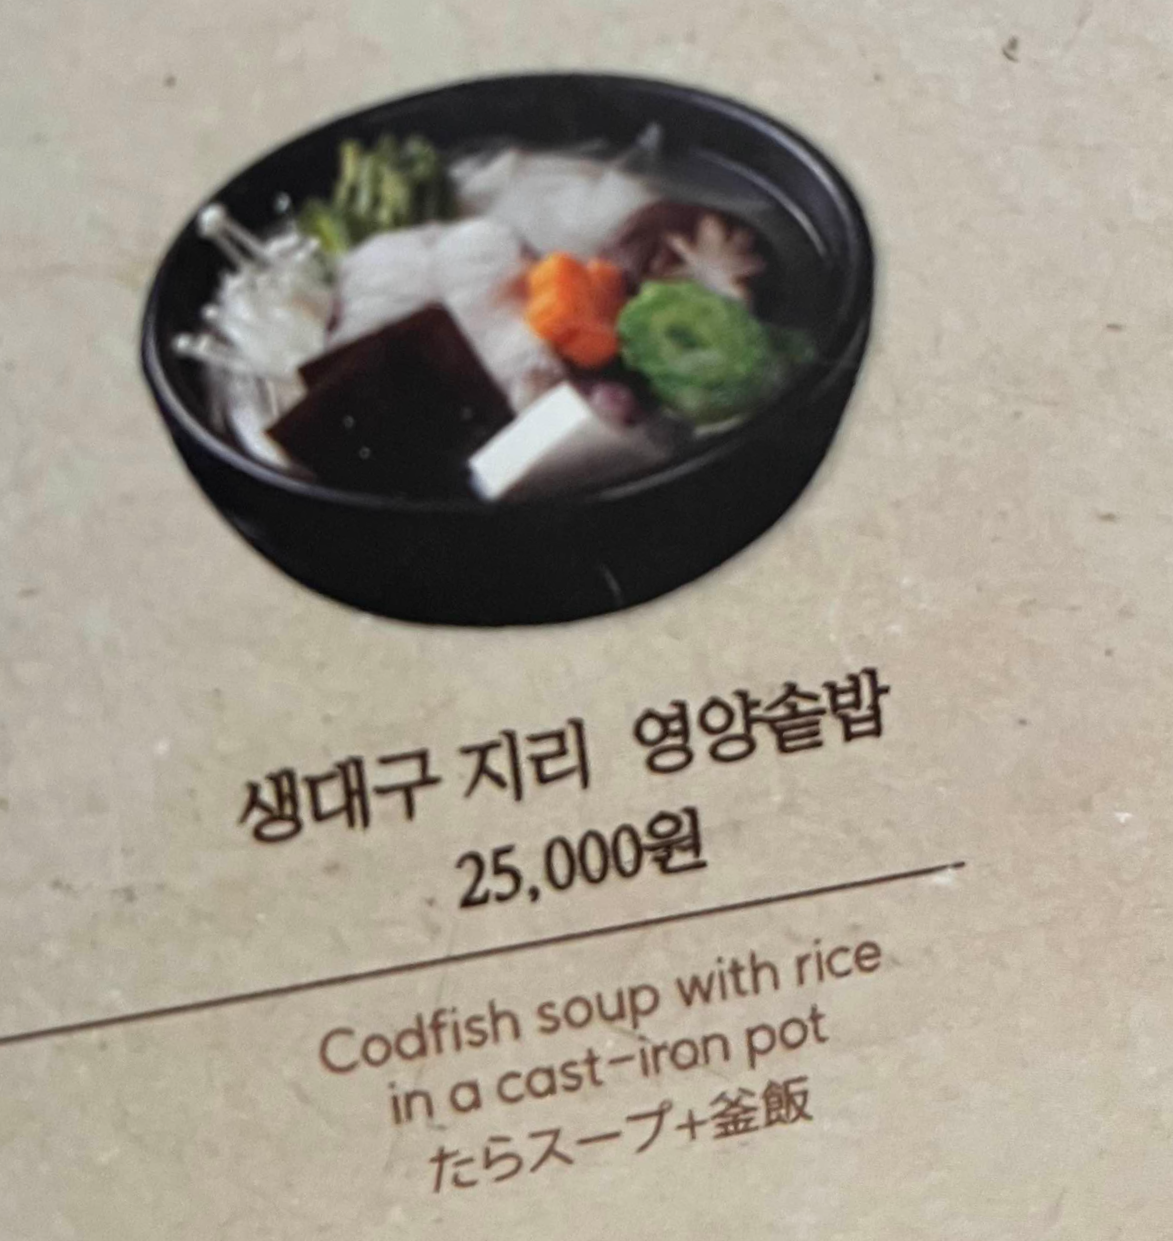 생대구 지리 영양솥밥
25,000원
Codfish soup with rice
in a cast-iron pot
たらスープ+釜飯